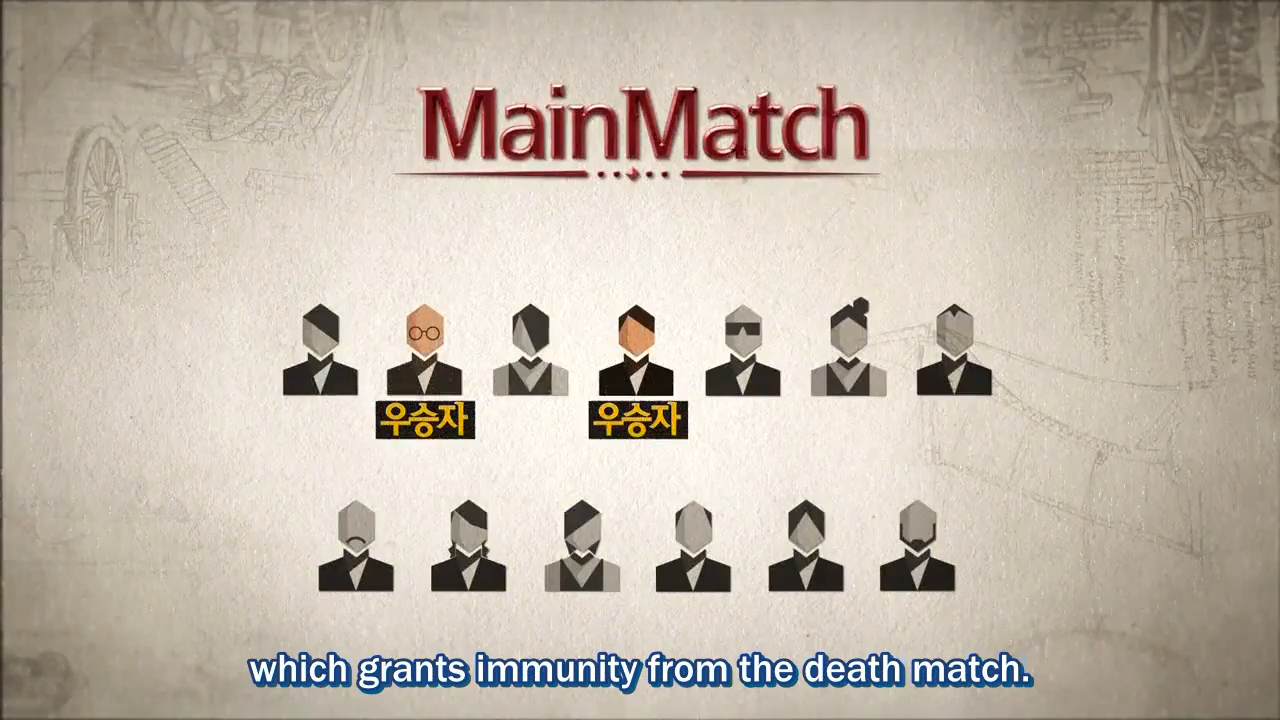 MainMatch
우승자 우승자
which grants immunity from the death match.